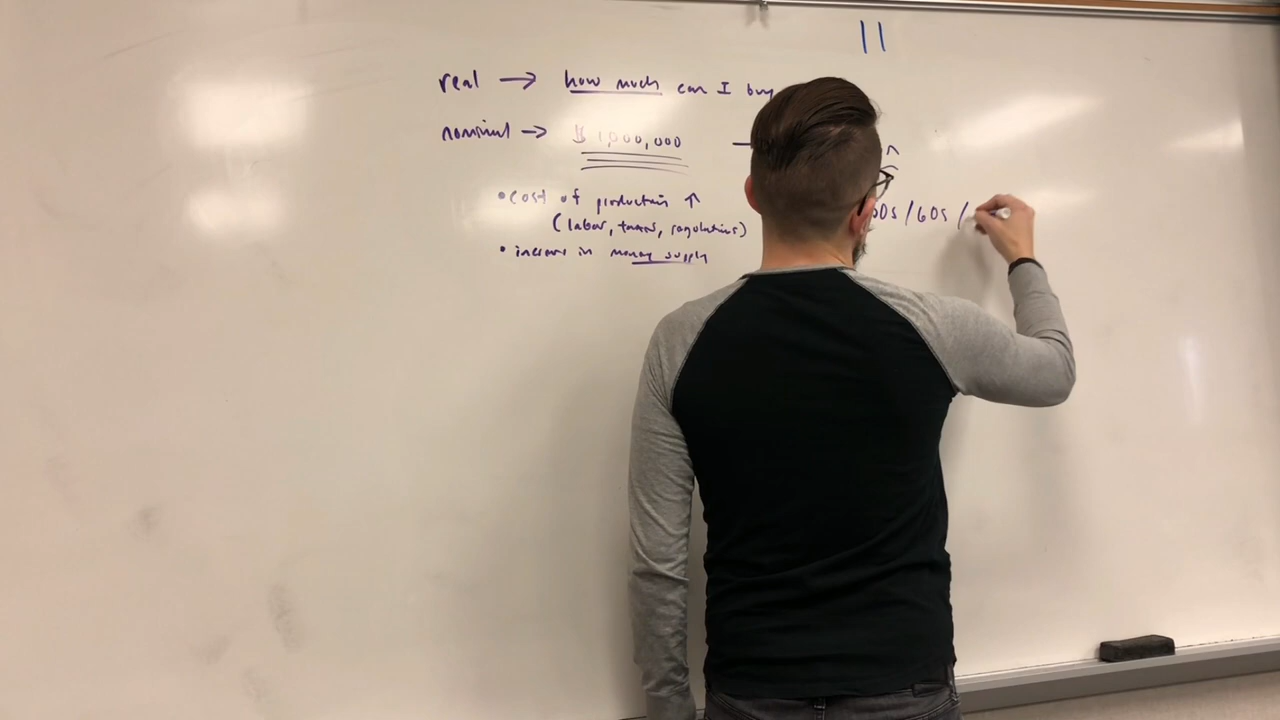 11
real → how much can I buy
nominal → $ 1,000,000 –
• cost of production ↑
(labor, taxes, regulations)
/ 60s /
• increase in money supply